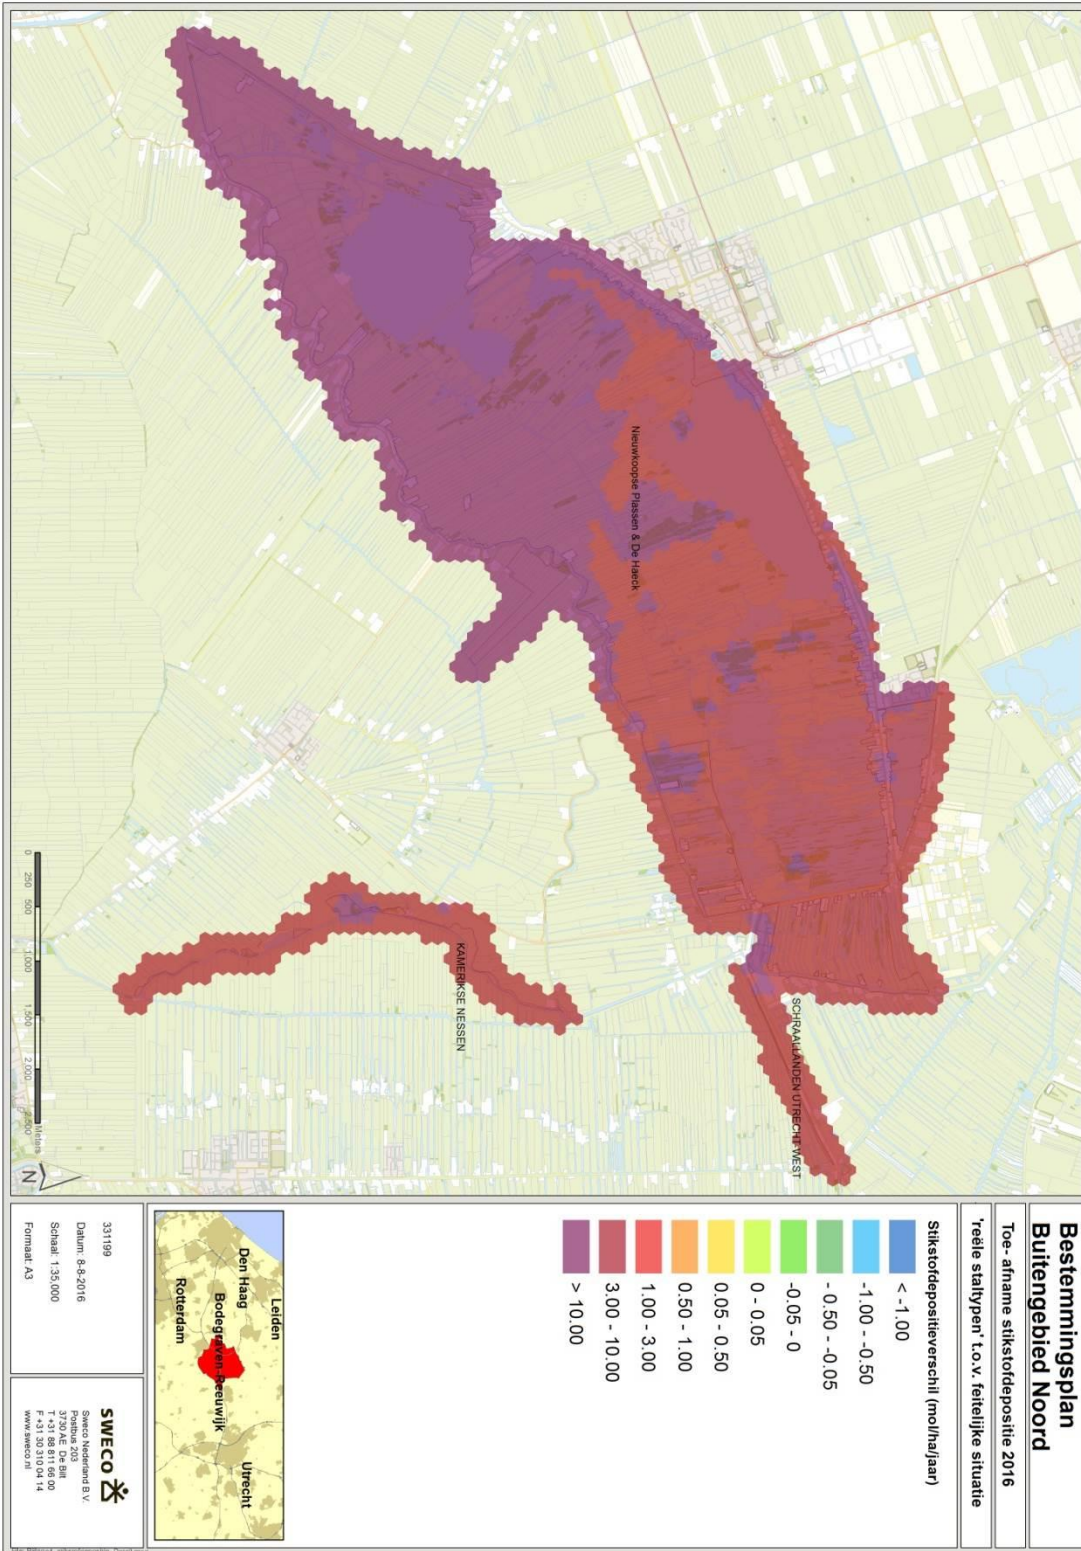 Bestemmingsplan
Buitengebied Noord
Toe- afname stikstofdepositie 2016
'reële staltypen' t.o.v. feitelijke situatie
Stikstofdepositieverschil (mol/ha/jaar)
< -1.00
-1.00 - -0.50
- 0.50 - -0.05
-0.05 - 0
0 - 0.05
0.05 - 0.50
0.50 - 1.00
1.00 - 3.00
3.00 - 10.00
> 10.00
Nieuwkoopse Plassen & De Haeck
SCHRAALLANDEN UTRECHT-WEST
KAMERIKSE NESSEN
0 250 500 1.000 1.500 2.000 2.500
Meters
N
Leiden
Den Haag
Bodegraven-Reeuwijk
Utrecht
Rotterdam
331199
Datum: 8-8-2016
Schaal: 1:35.000
Formaat: A3
SWECO
Sweco Nederland B.V.
Postbus 203
3730 AE De Bilt
T +31 88 811 66 00
F +31 30 310 04 14
www.sweco.nl